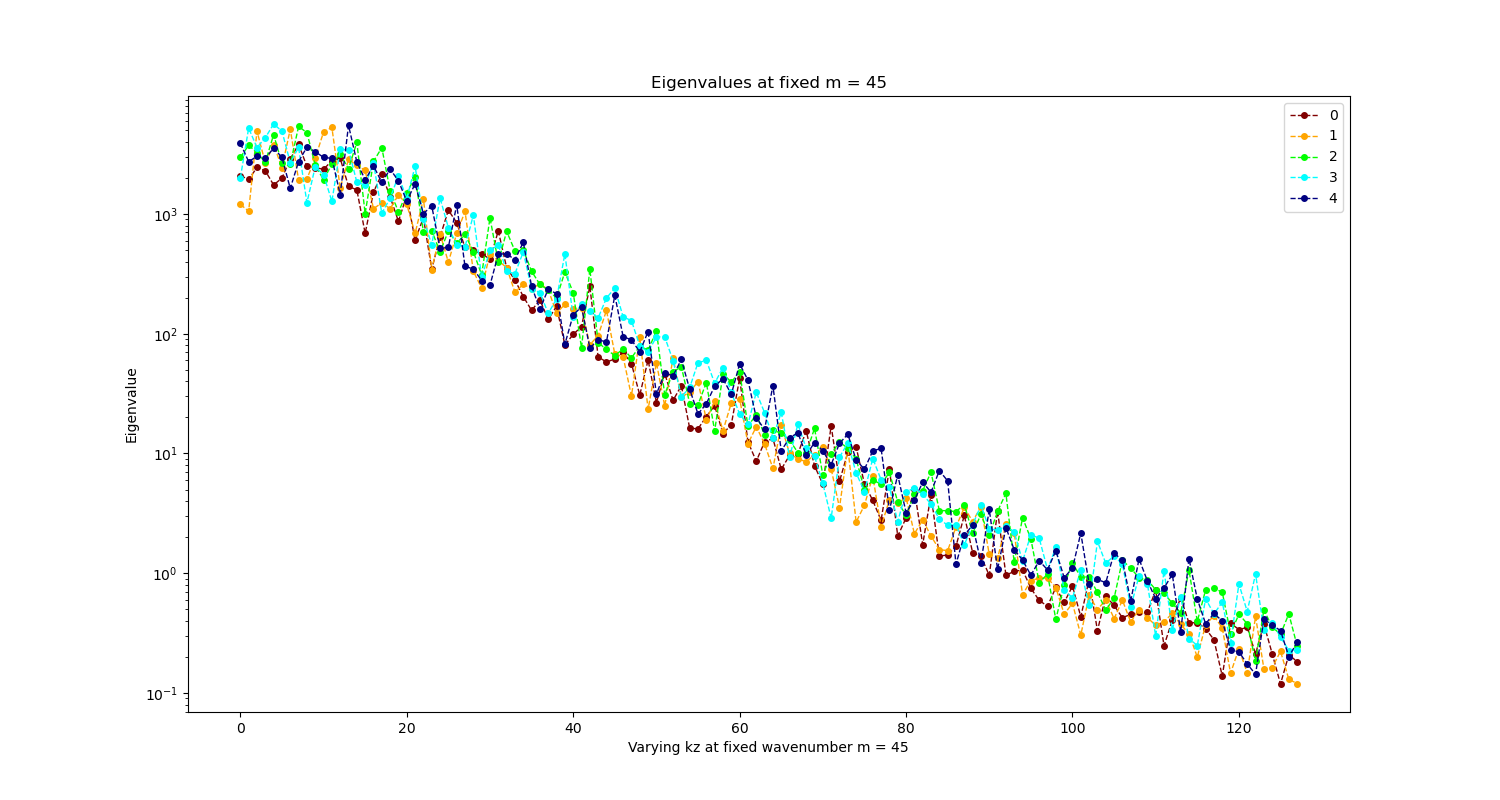 Eigenvalues at fixed m = 45
0
1
2
3
4
Eigenvalue
10³
10²
10¹
10⁰
10⁻¹
0 20 40 60 80 100 120
Varying kz at fixed wavenumber m = 45